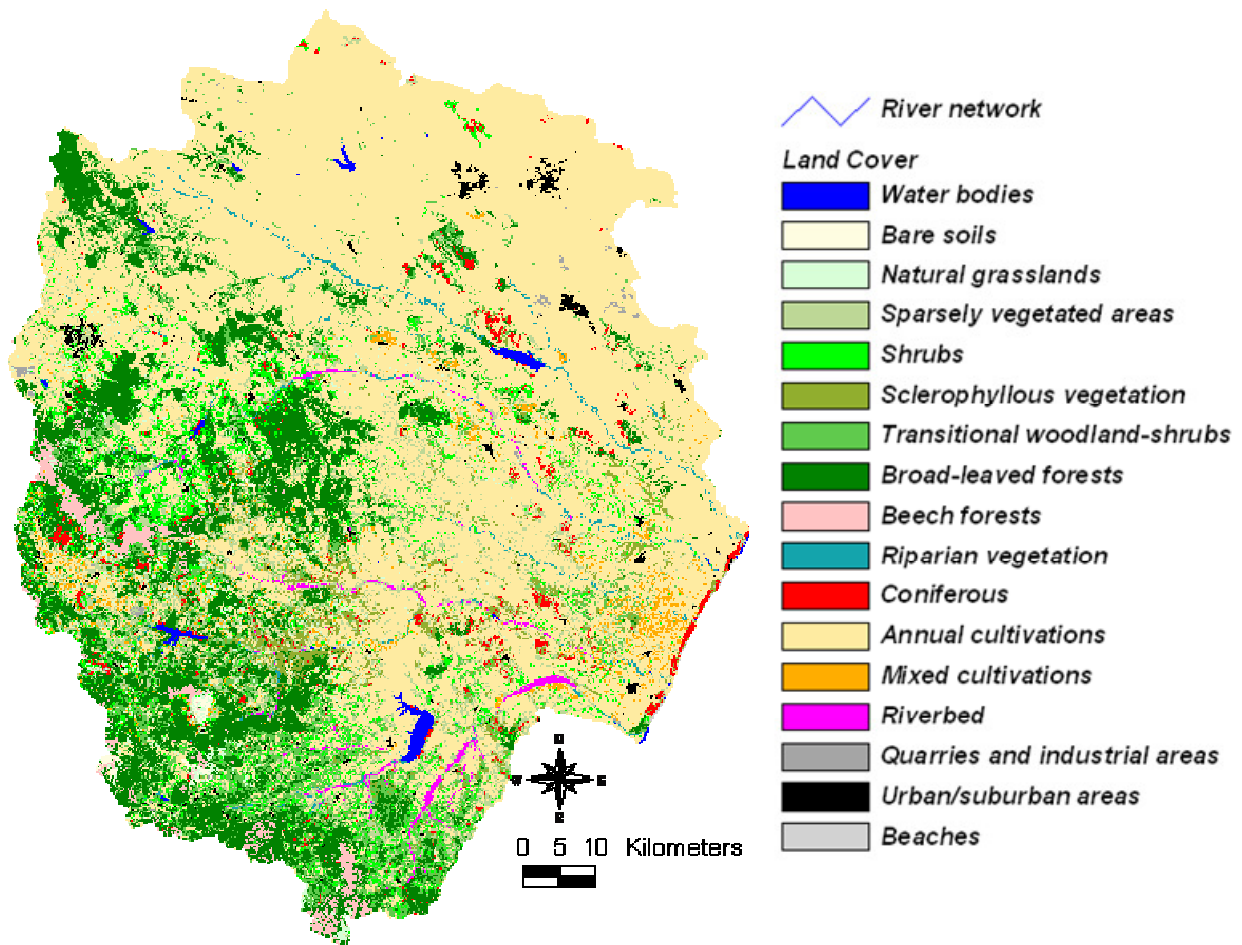 River network
Land Cover
Water bodies
Bare soils
Natural grasslands
Sparsely vegetated areas
Shrubs
Sclerophyllous vegetation
Transitional woodland-shrubs
Broad-leaved forests
Beech forests
Riparian vegetation
Coniferous
Annual cultivations
Mixed cultivations
Riverbed
Quarries and industrial areas
Urban/suburban areas
Beaches
0 5 10 Kilometers